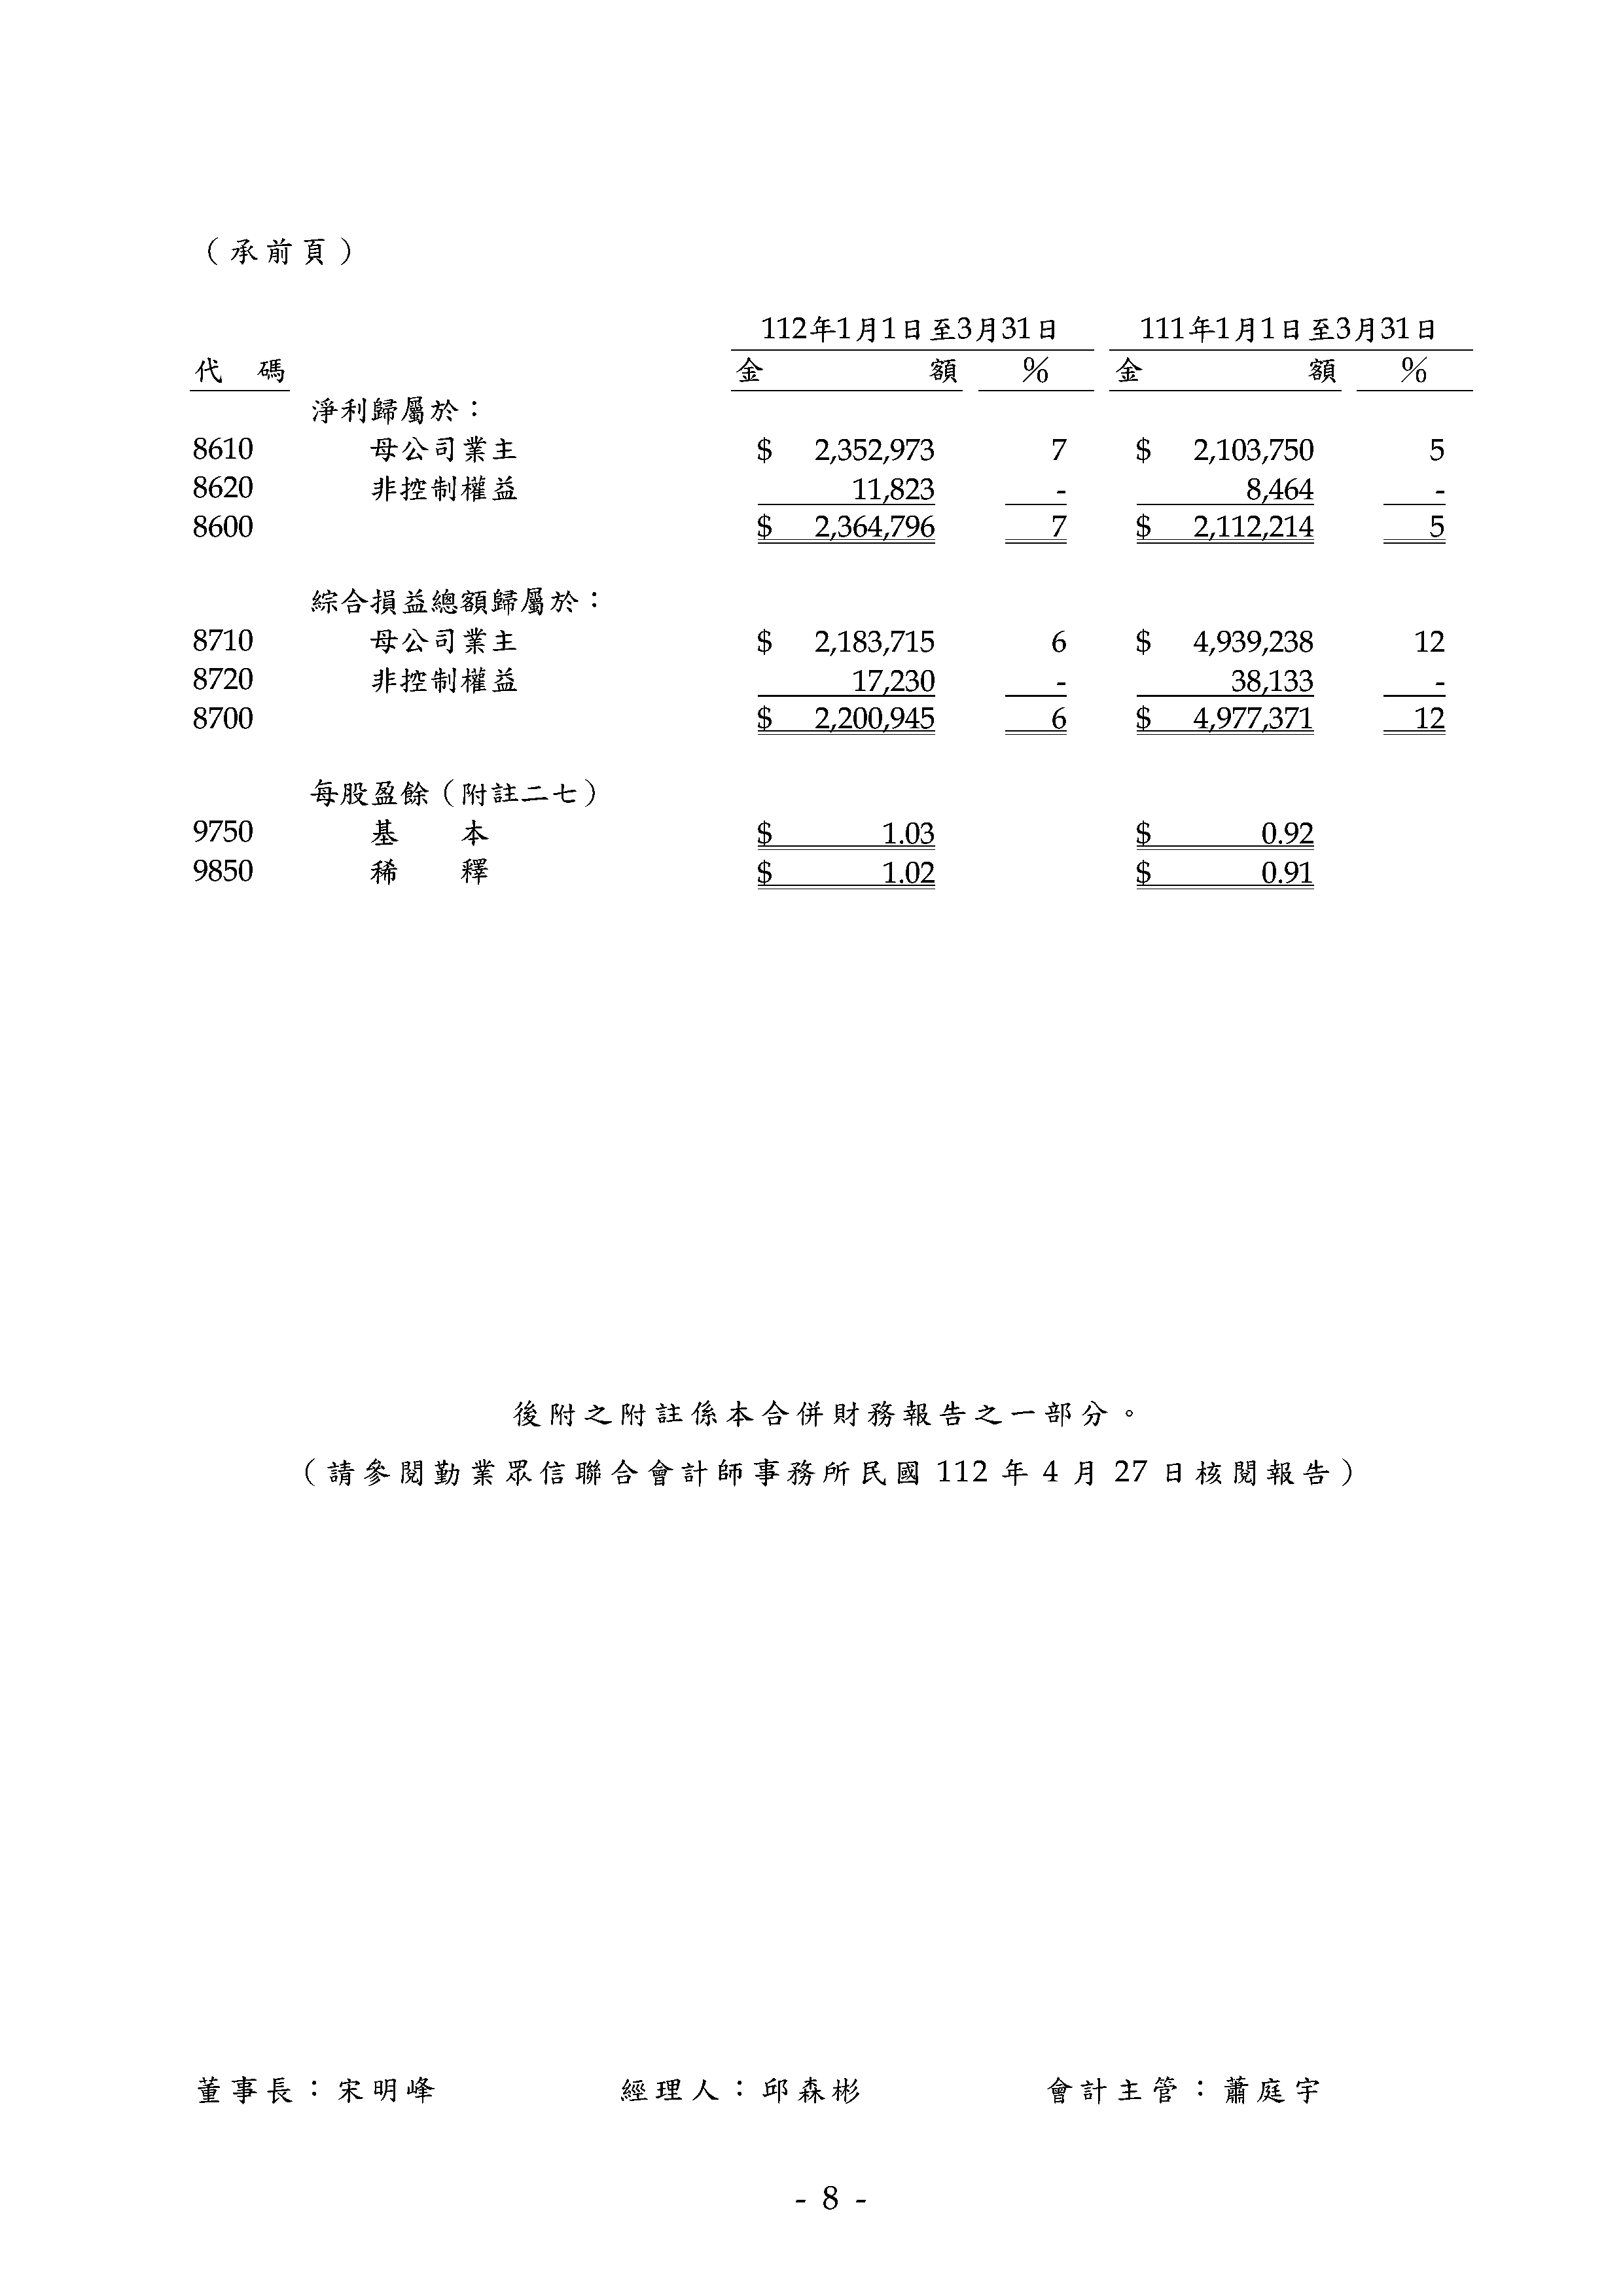 （承前頁）
112年1月1日至3月31日 111年1月1日至3月31日
代 碼 金 額 % 金 額 %
淨利歸屬於：
8610 母公司業主 $ 2,352,973 7 $ 2,103,750 5
8620 非控制權益 11,823 - 8,464 -
8600 $ 2,364,796 7 $ 2,112,214 5
綜合損益總額歸屬於：
8710 母公司業主 $ 2,183,715 6 $ 4,939,238 12
8720 非控制權益 17,230 - 38,133 -
8700 $ 2,200,945 6 $ 4,977,371 12
每股盈餘（附註二七）
9750 基 本 $ 1.03 $ 0.92
9850 稀 釋 $ 1.02 $ 0.91
後附之附註係本合併財務報告之一部分。
（請參閱勤業眾信聯合會計師事務所民國 112 年 4 月 27 日核閱報告）
董事長：宋明峰 經理人：邱森彬 會計主管：蕭庭宇
- 8 -